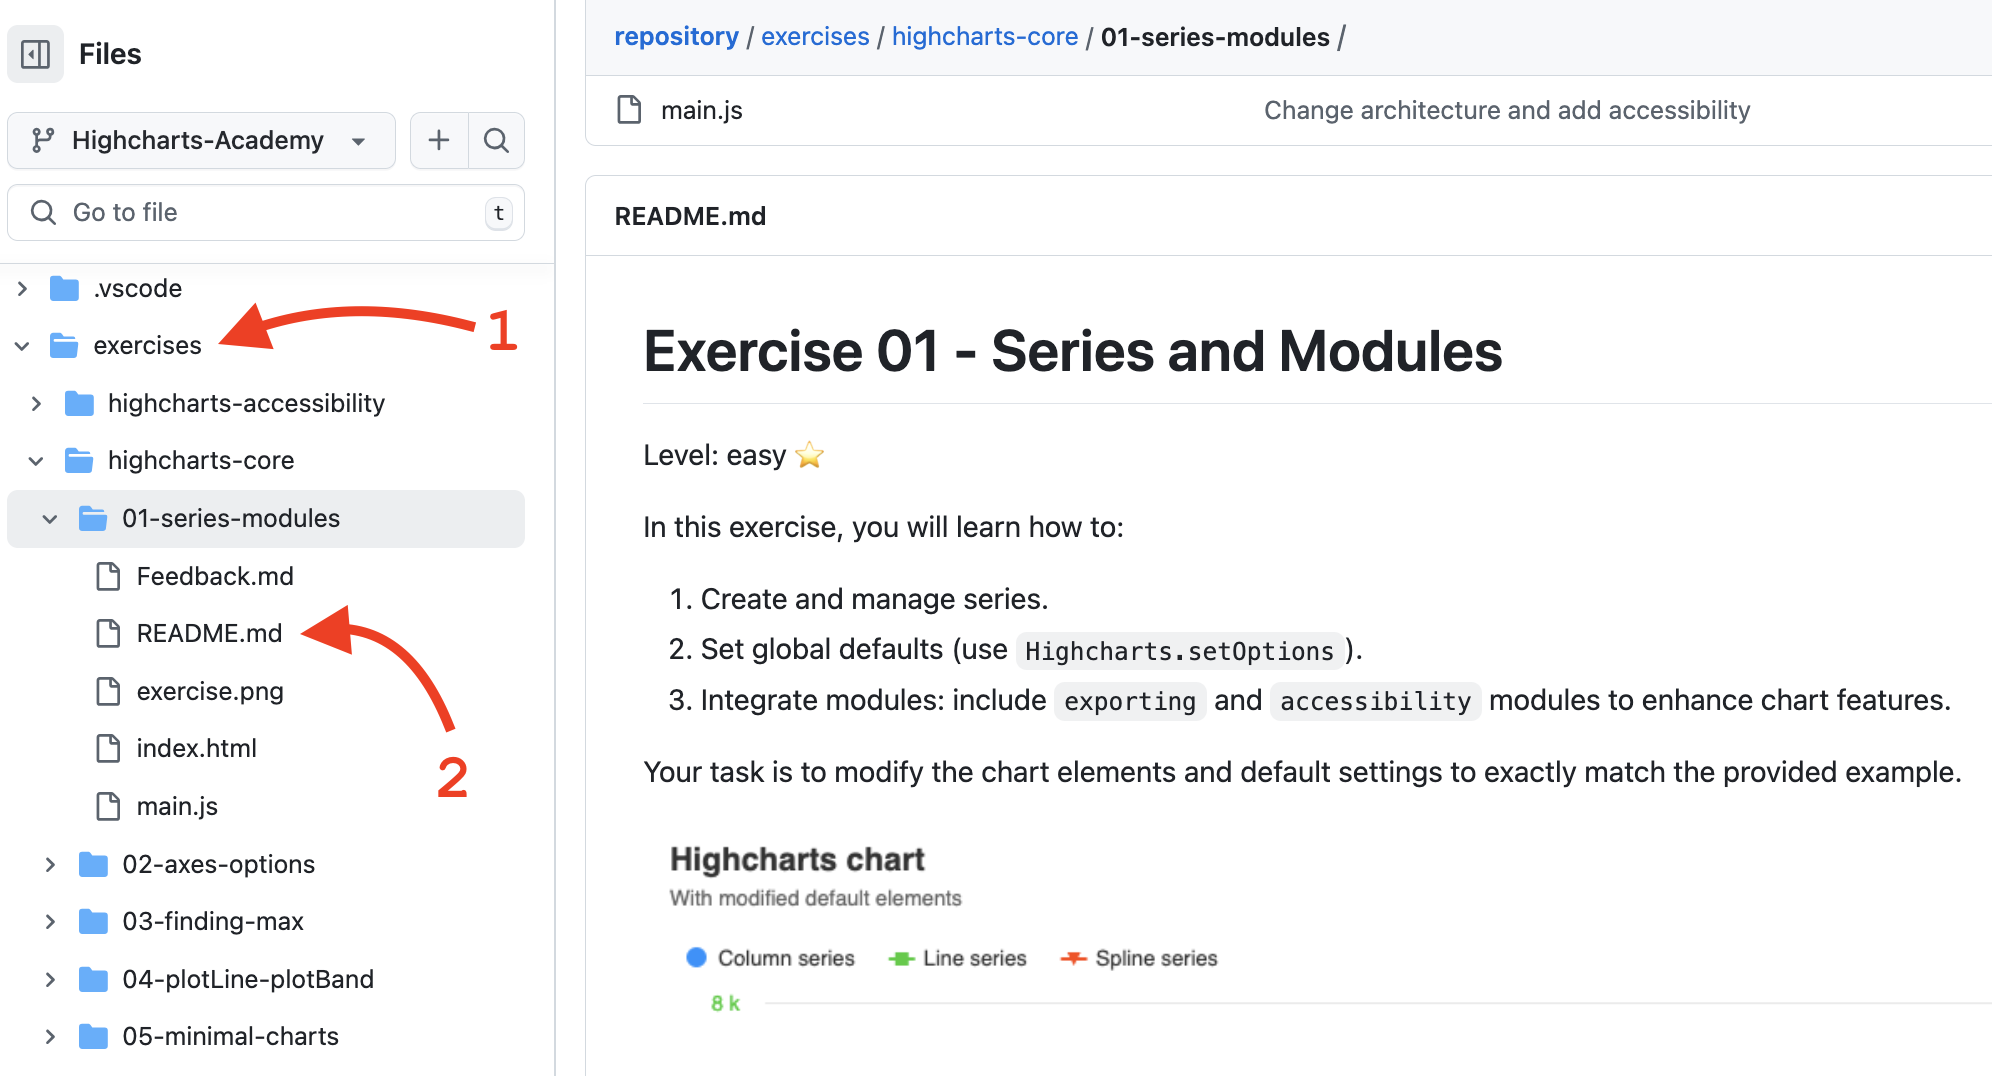 Files
Highcharts-Academy
Go to file
t
.vscode
exercises
1
highcharts-accessibility
highcharts-core
01-series-modules
Feedback.md
README.md
exercise.png
2
index.html
main.js
02-axes-options
03-finding-max
04-plotLine-plotBand
05-minimal-charts
repository / exercises / highcharts-core / 01-series-modules /
main.js Change architecture and add accessibility
README.md
Exercise 01 - Series and Modules
Level: easy ⭐
In this exercise, you will learn how to:
1. Create and manage series.
2. Set global defaults (use Highcharts.setOptions ).
3. Integrate modules: include exporting and accessibility modules to enhance chart features.
Your task is to modify the chart elements and default settings to exactly match the provided example.
Highcharts chart
With modified default elements
Column series Line series Spline series
8 k